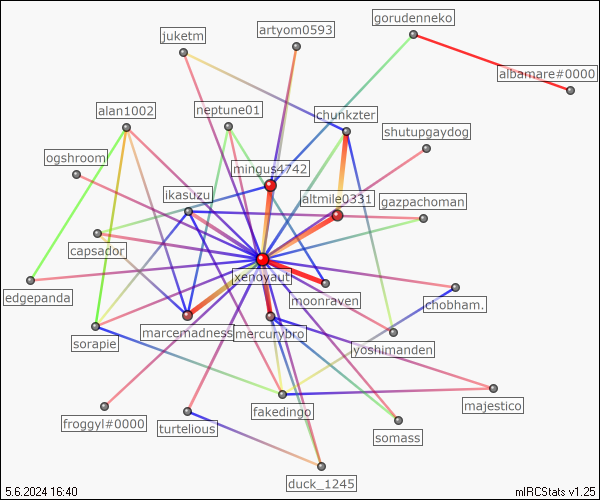 gorudenneko
artyom0593
juketm
albamare#0000
alan1002
neptune01
chunkzter
shutupgaydog
ogshroom
mingus4742
ikasuzu
altmile0331
gazpachoman
capsador
xenovaut
edgepanda
moonraven
chobham.
sorapie
marcemadness
mercurybro
yoshimanden
froggyl#0000
turtelious
fakedingo
majestico
somass
duck_1245
5.6.2024 16:40
mIRCStats v1.25